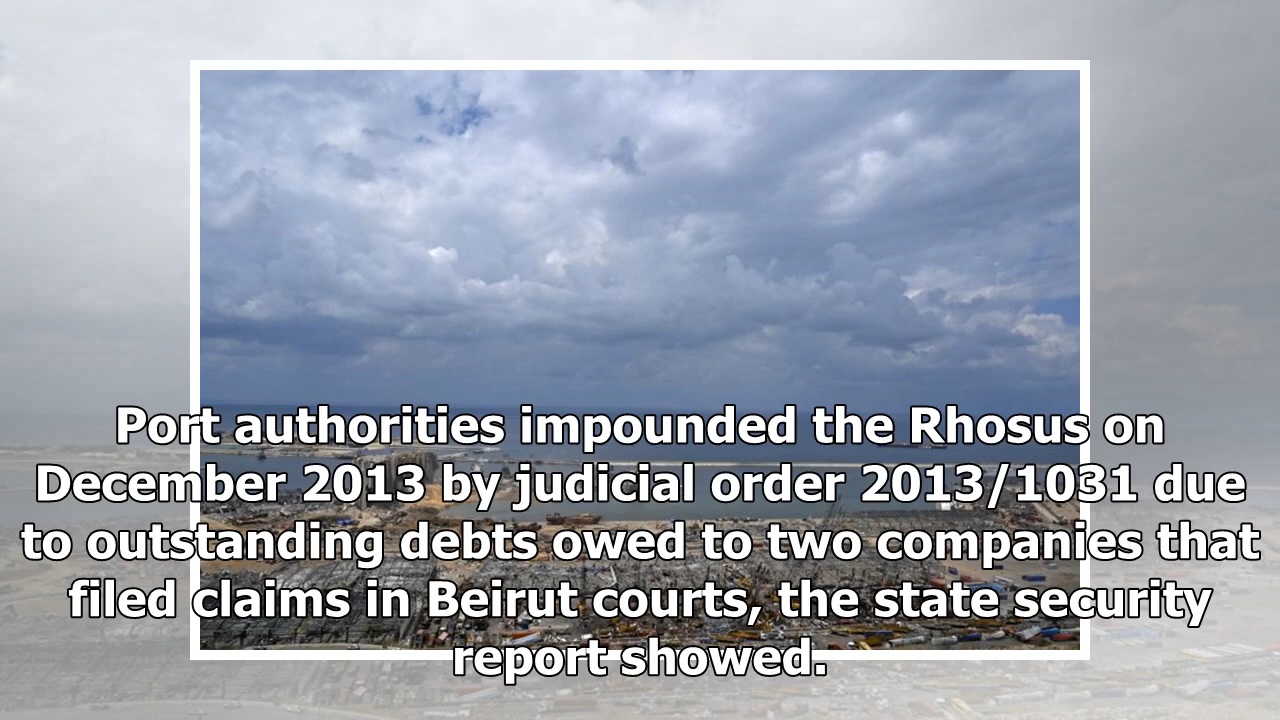 Port authorities impounded the Rhosus on
December 2013 by judicial order 2013/1031 due
to outstanding debts owed to two companies that
filed claims in Beirut courts, the state security
report showed.